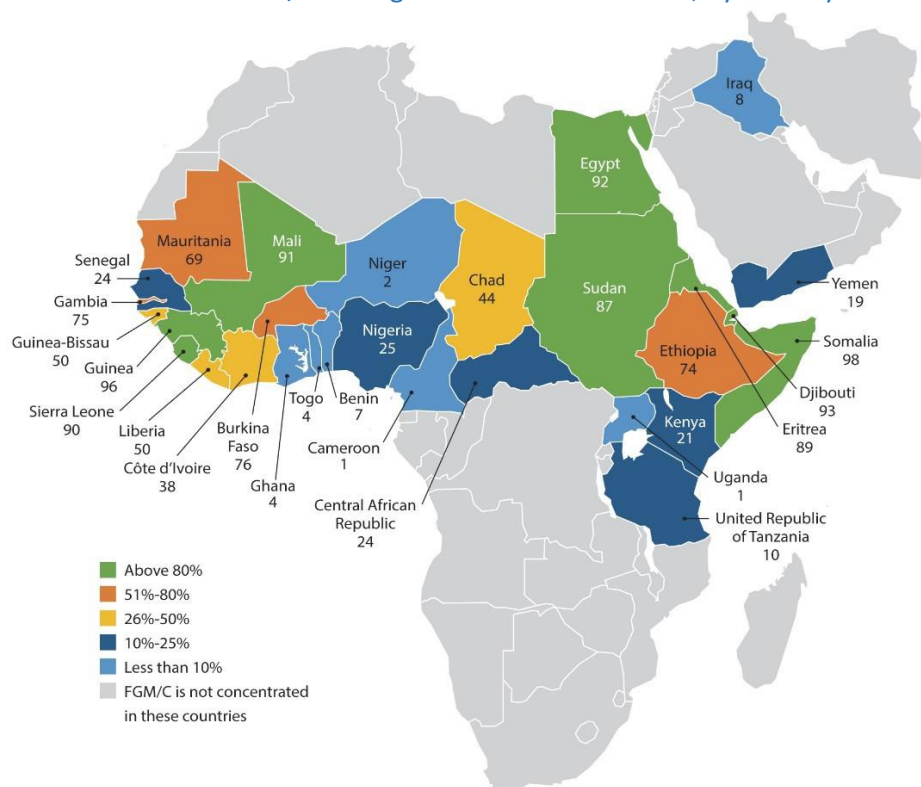 Iraq
8
Egypt
92
Mauritania
69
Mali
91
Niger
2
Chad
44
Sudan
87
Yemen
19
Senegal
24
Gambia
75
Guinea-Bissau
50
Guinea
96
Sierra Leone
90
Liberia
50
Côte d'Ivoire
38
Burkina
Faso
76
Ghana
4
Togo
4
Benin
7
Nigeria
25
Cameroon
1
Central African
Republic
24
Ethiopia
74
Somalia
98
Djibouti
93
Eritrea
89
Kenya
21
Uganda
1
United Republic
of Tanzania
10
Above 80%
51%-80%
26%-50%
10%-25%
Less than 10%
FGM/C is not concentrated
in these countries